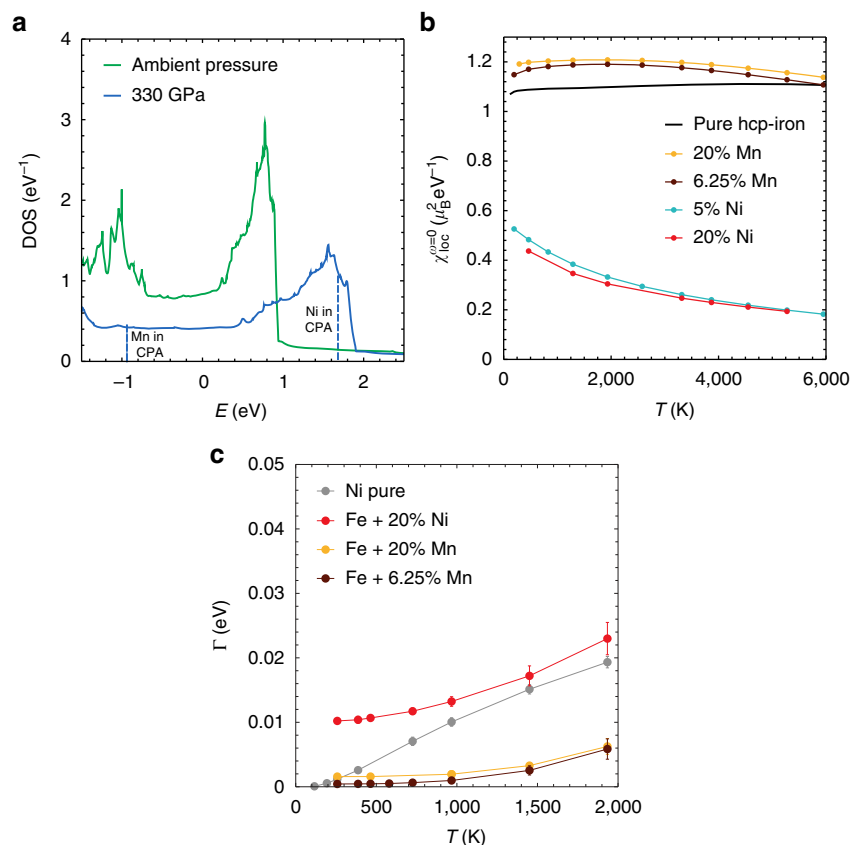 a
4
3
2
1
0
DOS (eV⁻¹)
Ambient pressure
330 GPa
Mn in
CPA
Ni in
CPA
−1
0
1
2
E (eV)
b
1.2
1
0.8
0.6
0.4
0.2
0
χ_loc^ω=0 (μ_B^2 eV⁻¹)
Pure hcp-iron
20% Mn
6.25% Mn
5% Ni
20% Ni
0
2,000
4,000
6,000
T (K)
c
0.05
0.04
0.03
0.02
0.01
0
Γ (eV)
Ni pure
Fe + 20% Ni
Fe + 20% Mn
Fe + 6.25% Mn
0
500
1,000
1,500
2,000
T (K)